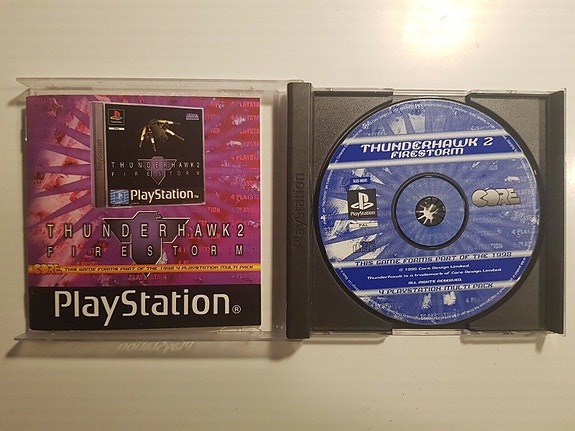 PlayStation
THUNDERHAWK 2
FIRESTORM
PlayStation™
THUNDERHAWK 2
FIRESTORM
CORE THIS GAME FORMS PART OF THE 1998 4 PLAYSTATION MULTI PACK
PlayStation®
THUNDERHAWK 2
FIRESTORM
PlayStation
PAL
CORE
THIS GAME FORMS PART OF THE 1998
© 1995 Core Design Limited.
Thunderhawk is a trademark of Core Design Limited.
ALL RIGHTS RESERVED
4 PLAYSTATION MULTI PACK